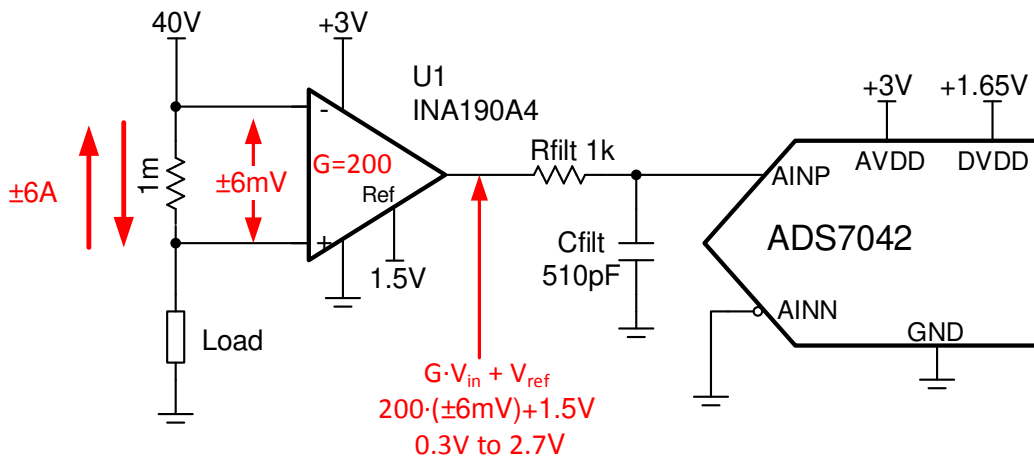 40V
+3V
U1
INA190A4
+3V
+1.65V
-
±6A
1m
±6mV
G=200
Ref
+
1.5V
Rfilt 1k
Cfilt
510pF
AINP
AVDD
DVDD
ADS7042
AINN
GND
Load
G·Vin + Vref
200·(±6mV)+1.5V
0.3V to 2.7V